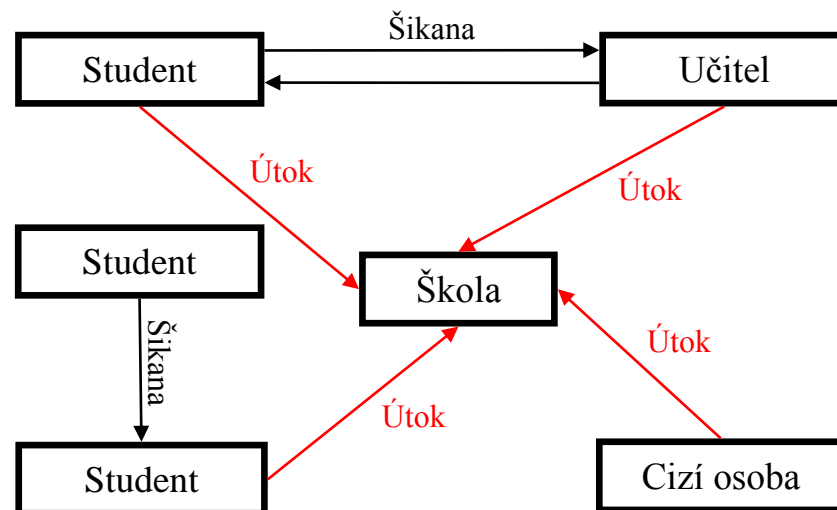 Šikana
Student
Učitel
Útok
Útok
Student
Škola
Šikana
Útok
Útok
Student
Cizí osoba